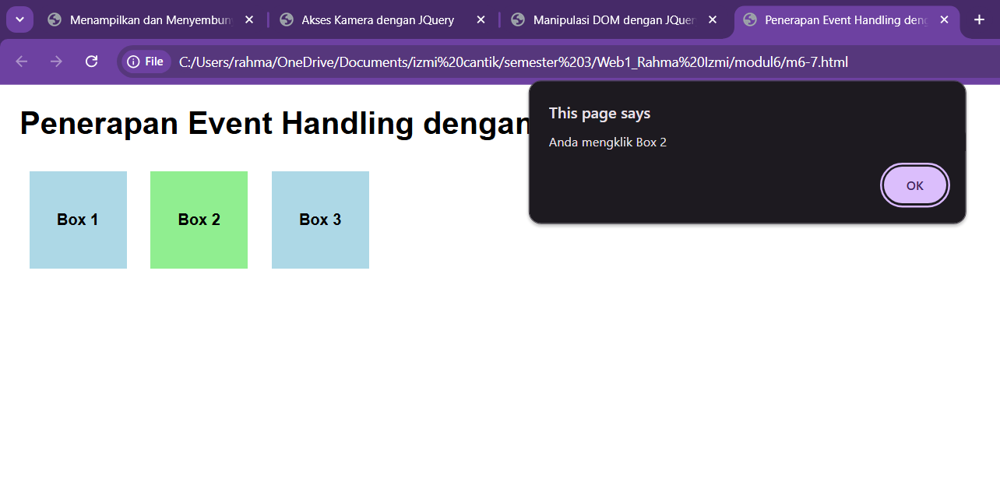 Menampilkan dan Menyembun
Akses Kamera dengan JQuery
Manipulasi DOM dengan JQuer
Penerapan Event Handling deng
File
C:/Users/rahma/OneDrive/Documents/izmi%20cantik/semester%203/Web1_Rahma%20Izmi/modul6/m6-7.html
Penerapan Event Handling dengan
This page says
Anda mengklik Box 2
OK
Box 1
Box 2
Box 3